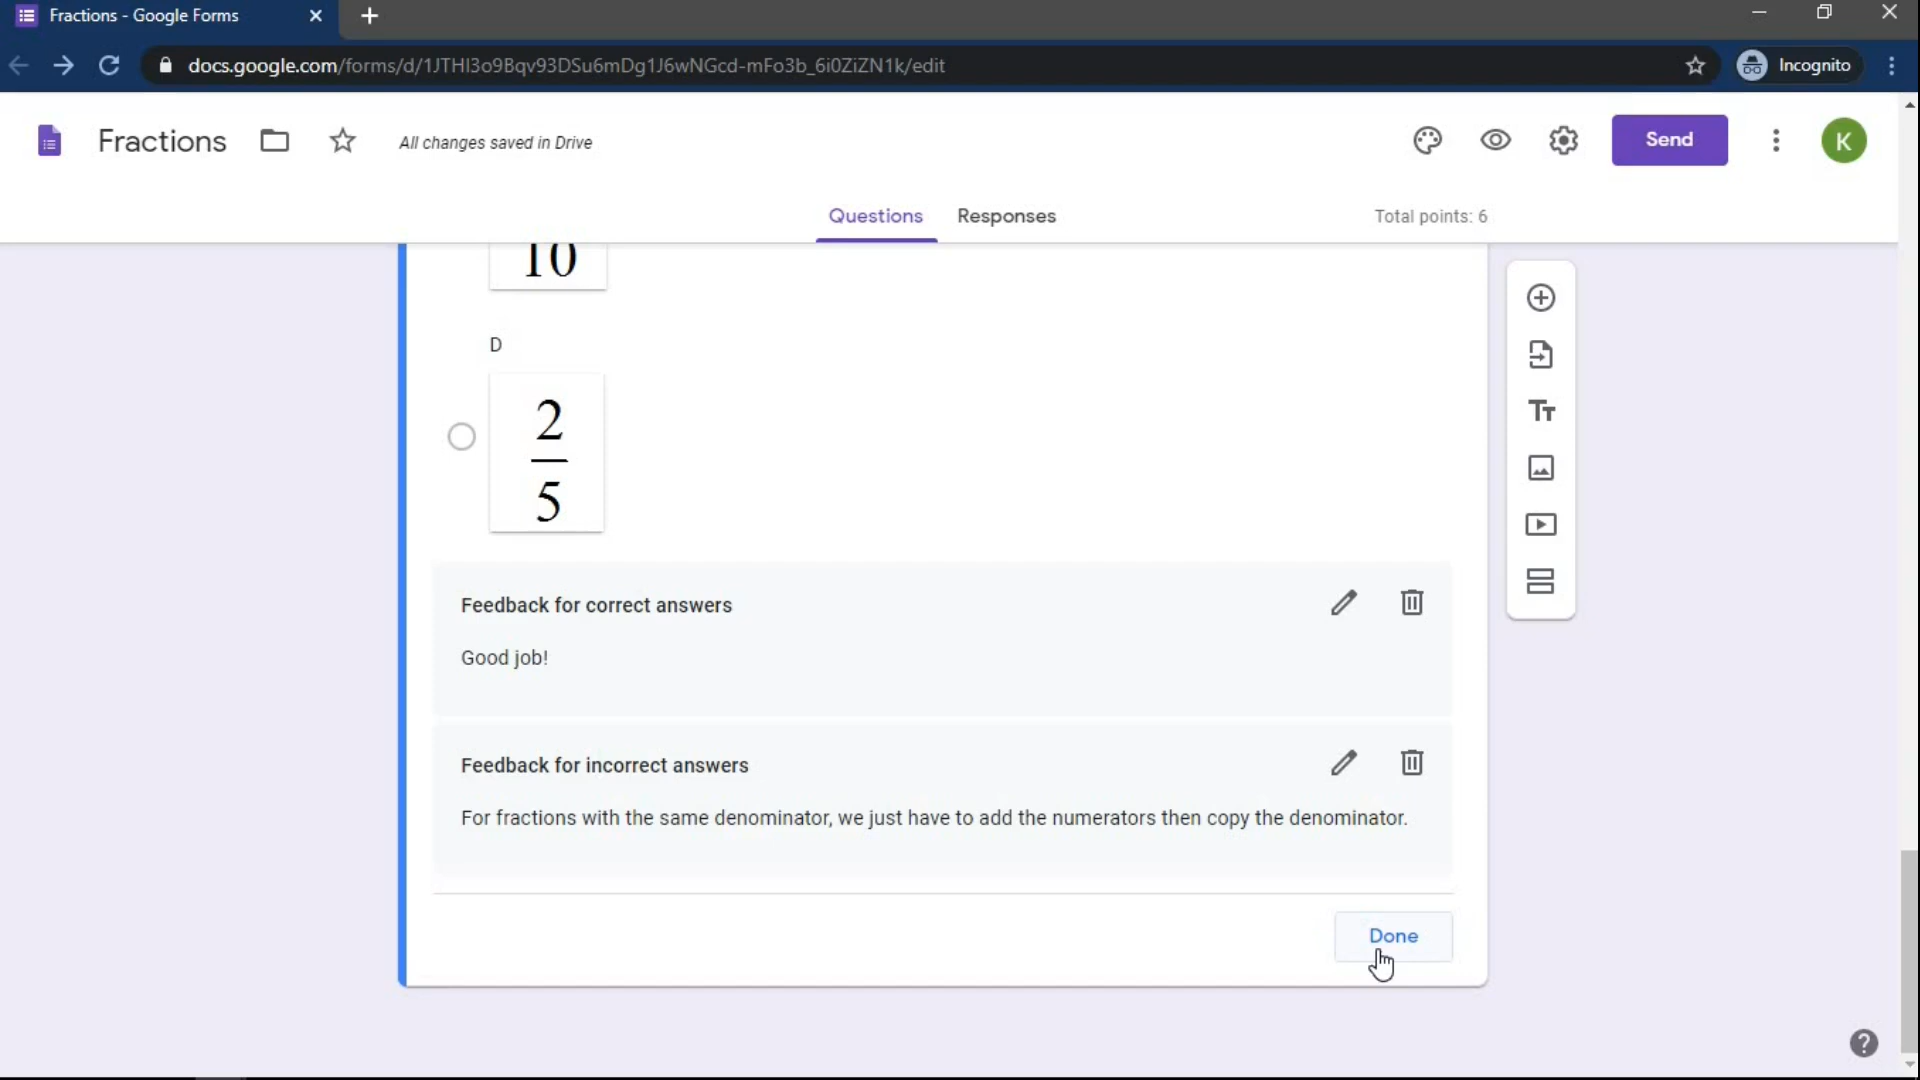 Fractions - Google Forms
docs.google.com/forms/d/1JTHI3o9Bqv93DSu6mDg1J6wNGcd-mFo3b_6i0ZiZN1k/edit
Incognito
Fractions
All changes saved in Drive
Send
K
Questions
Responses
Total points: 6
10
D
2
5
Feedback for correct answers
Good job!
Feedback for incorrect answers
For fractions with the same denominator, we just have to add the numerators then copy the denominator.
Done